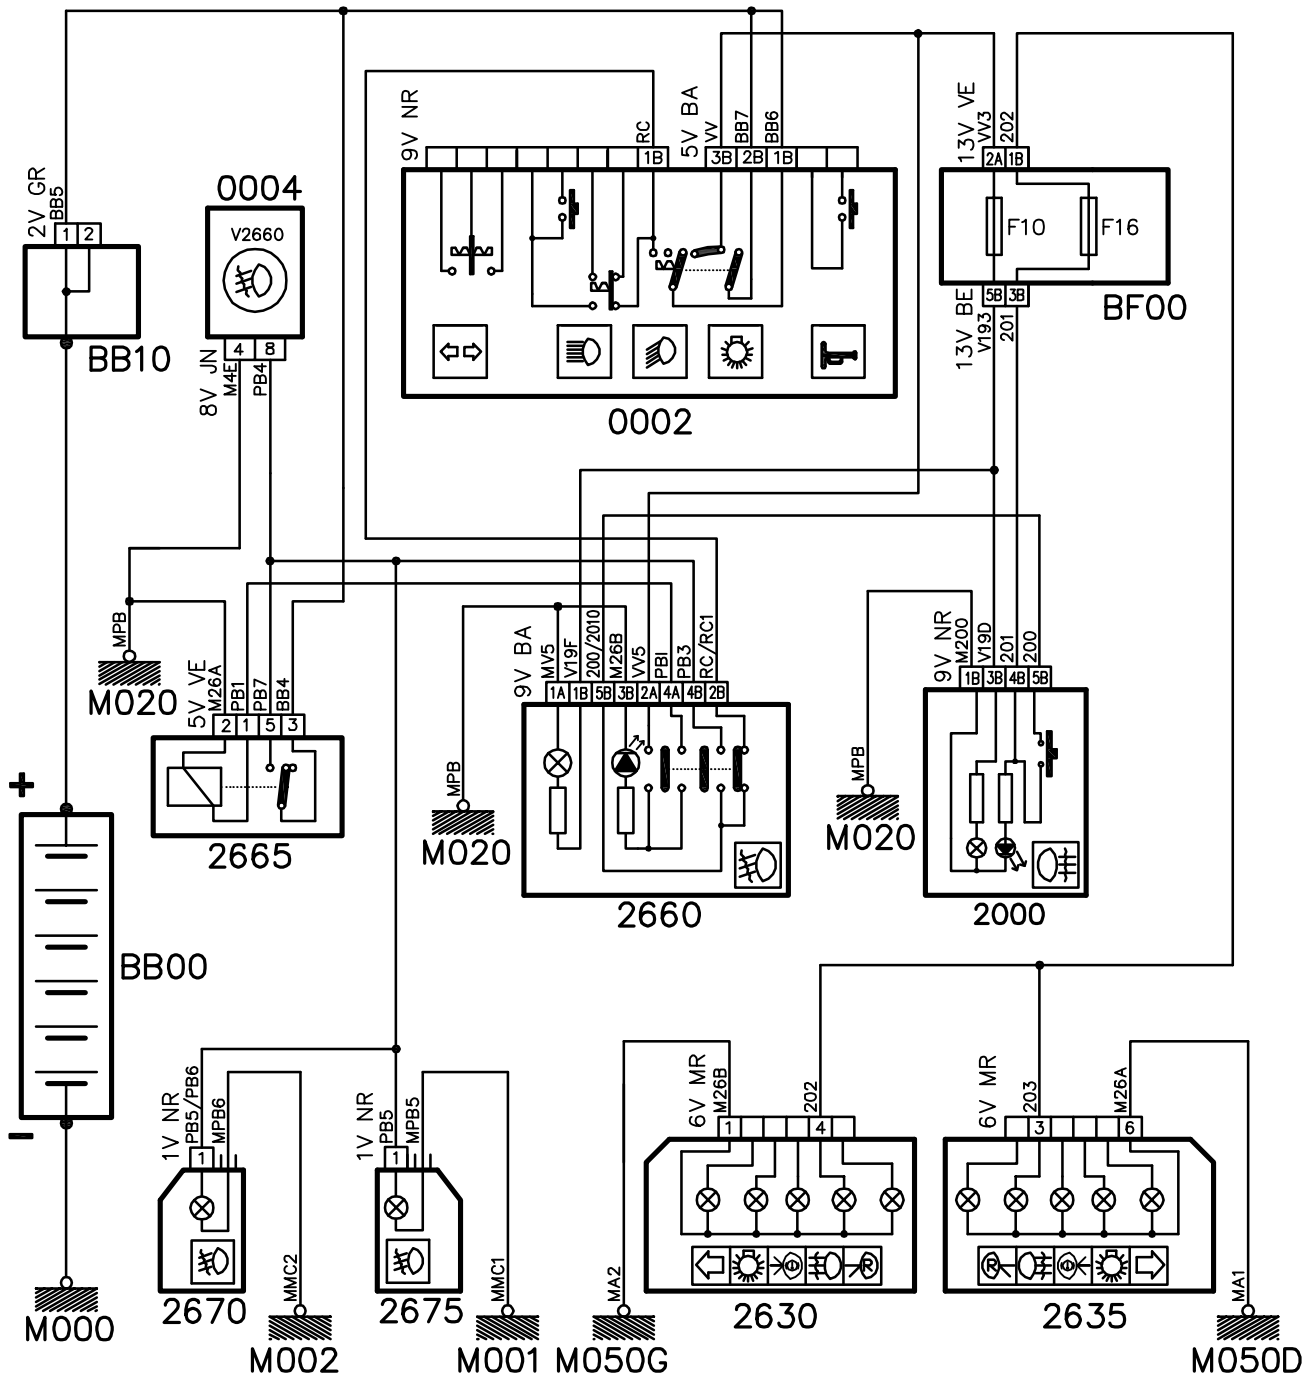 2V GR
BB5
1 2
BB10
0004
V2660
4 8
8V JN
M4E
PB4
9V NR
RC
1B
5V BA
VV
BB7
BB6
3B 2B 1B
0002
13V VE
VV3
202
2A 1B
F10
F16
5B 3B
BF00
13V BE
V193
201
MPB
M020
5V VE
M26A
PB1
PB7
BB4
2 1 5 3
2665
9V BA
MV5
V19F
200/2010
M26B
VV5
PB1
PB3
RC/RC1
1A 1B 5B 3B 2A 4A 4B 2B
MPB
M020
2660
9V NR
M200
V19D
201
200
1B 3B 4B 5B
MPB
M020
2000
+
BB00
-
M000
1V NR
PB5/PB6
MPB6
1
2670
MMC2
M002
1V NR
PB5
MPB5
1
2675
MMC1
M001
MA2
M050G
6V MR
M26B
202
1 4
R
2630
6V MR
203
M26A
3 6
R
2635
MA1
M050D